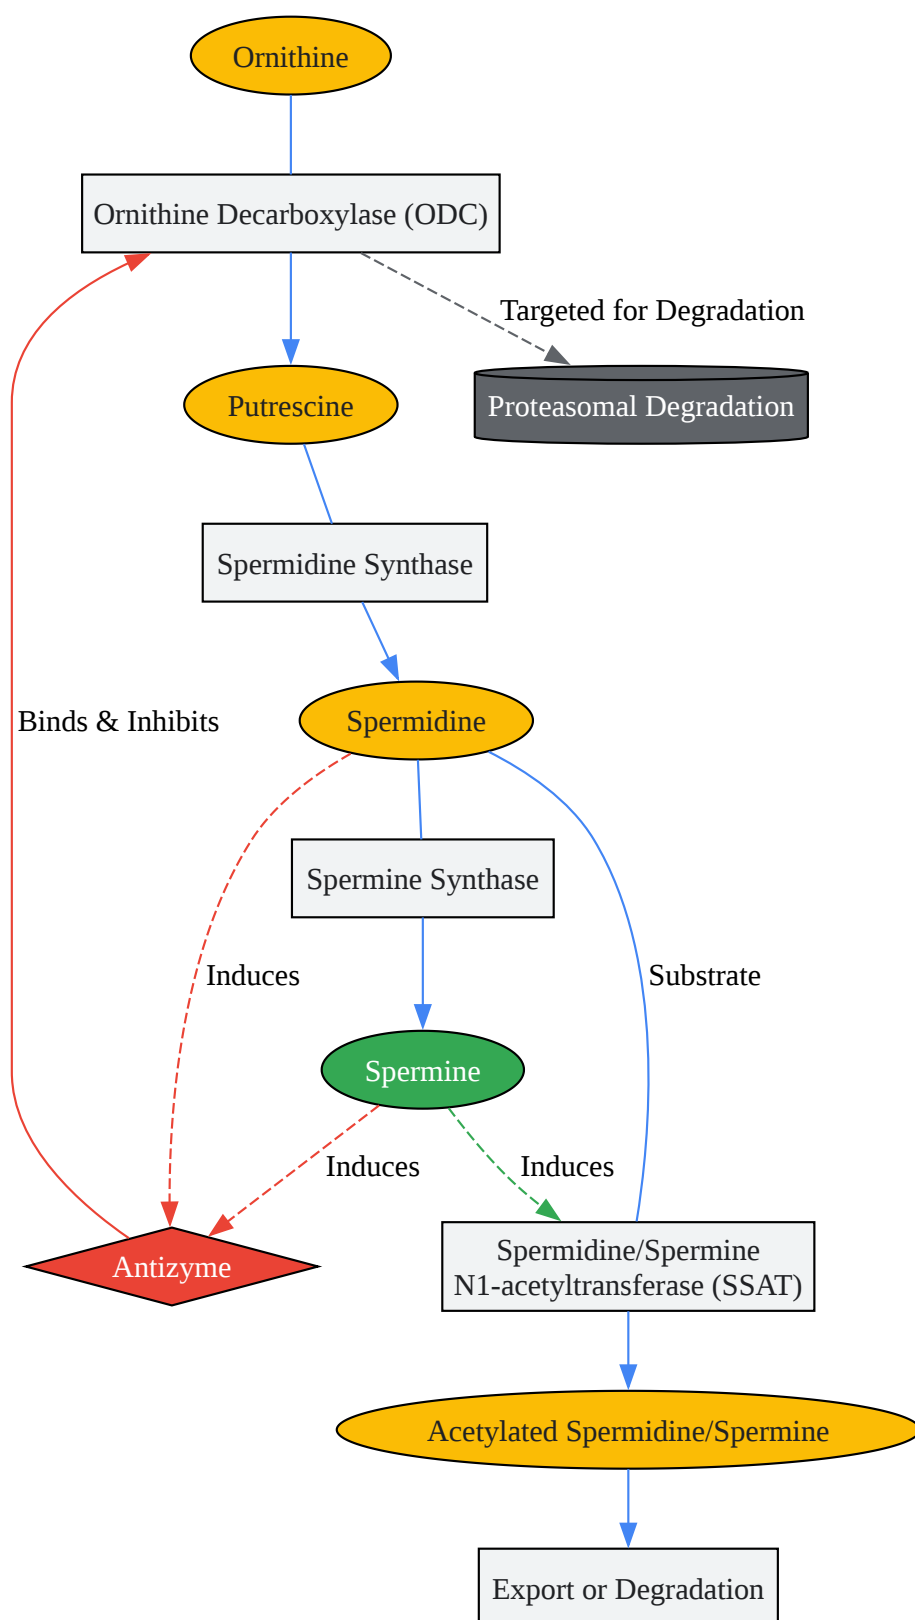 Ornithine
Ornithine Decarboxylase (ODC)
Targeted for Degradation
Putrescine
Proteasomal Degradation
Spermidine Synthase
Spermidine
Binds & Inhibits
Spermine Synthase
Induces
Substrate
Spermine
Induces
Induces
Antizyme
Spermidine/Spermine
N1-acetyltransferase (SSAT)
Acetylated Spermidine/Spermine
Export or Degradation